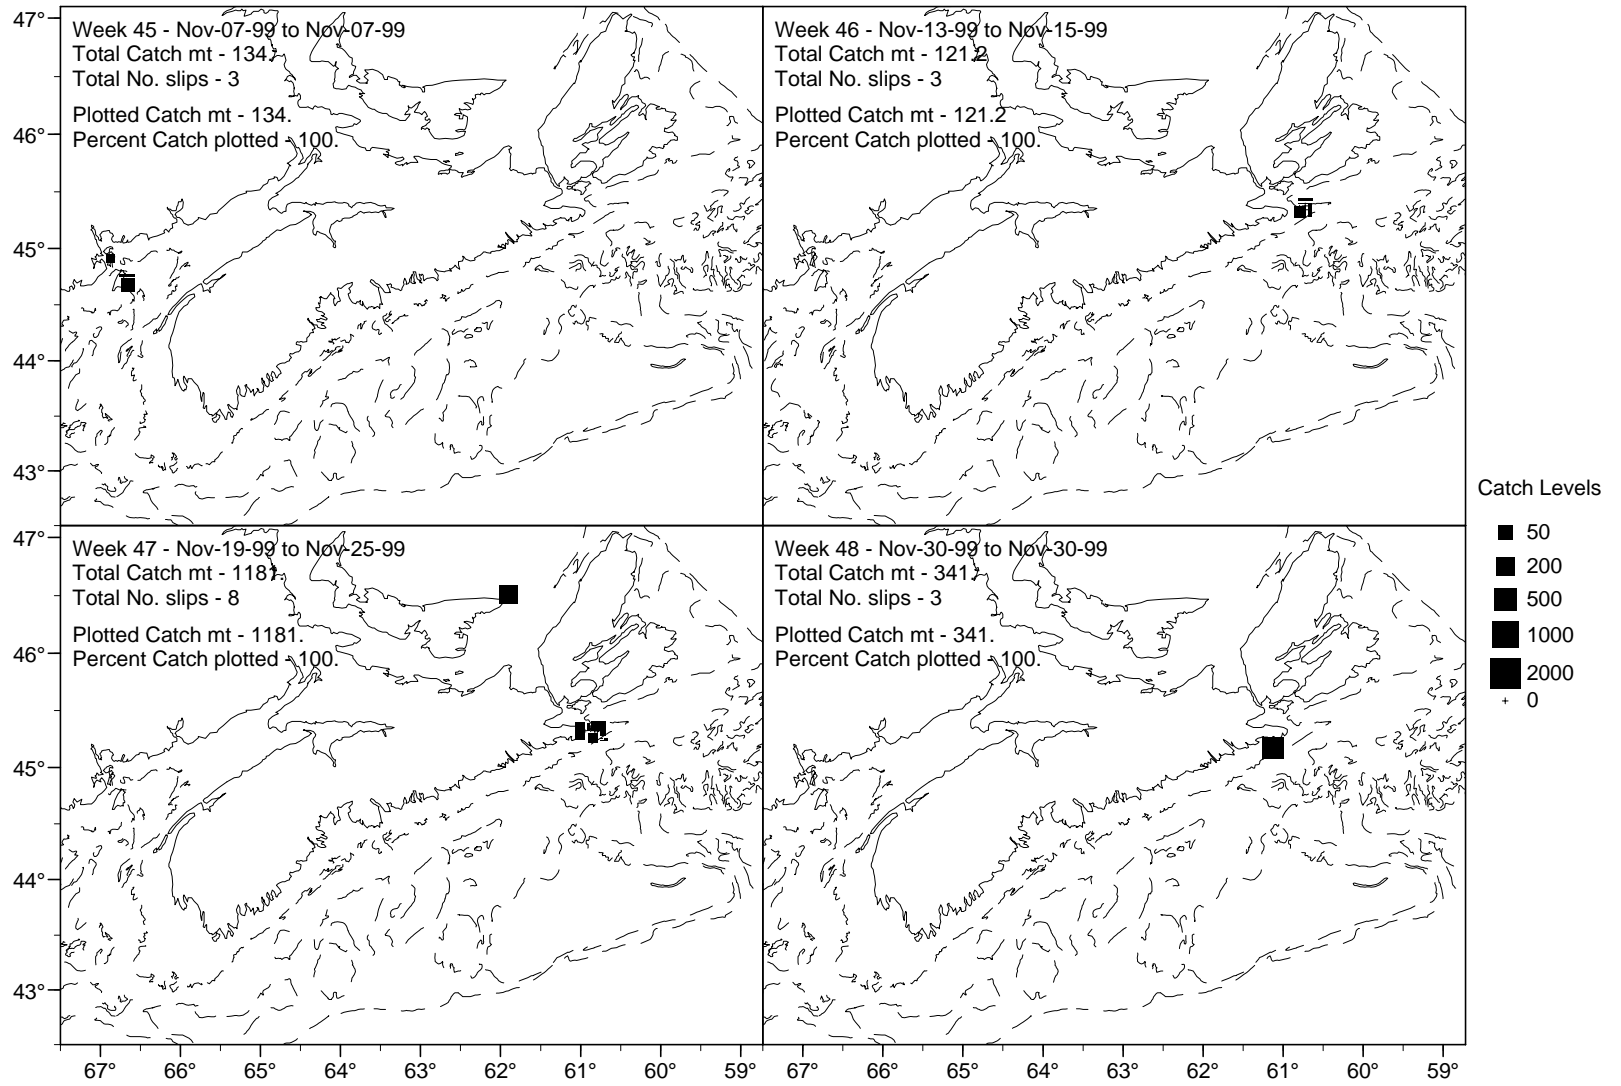 47°
46°
45°
44°
43°
Week 45 - Nov-07-99 to Nov-07-99
Total Catch mt - 134.
Total No. slips - 3
Plotted Catch mt - 134.
Percent Catch plotted - 100.
Week 46 - Nov-13-99 to Nov-15-99
Total Catch mt - 121.2
Total No. slips - 3
Plotted Catch mt - 121.2
Percent Catch plotted - 100.
47°
46°
45°
44°
43°
Week 47 - Nov-19-99 to Nov-25-99
Total Catch mt - 1181.
Total No. slips - 8
Plotted Catch mt - 1181.
Percent Catch plotted - 100.
Week 48 - Nov-30-99 to Nov-30-99
Total Catch mt - 341.
Total No. slips - 3
Plotted Catch mt - 341.
Percent Catch plotted - 100.
67° 66° 65° 64° 63° 62° 61° 60° 59°
67° 66° 65° 64° 63° 62° 61° 60° 59°
Catch Levels
50
200
500
1000
2000
0